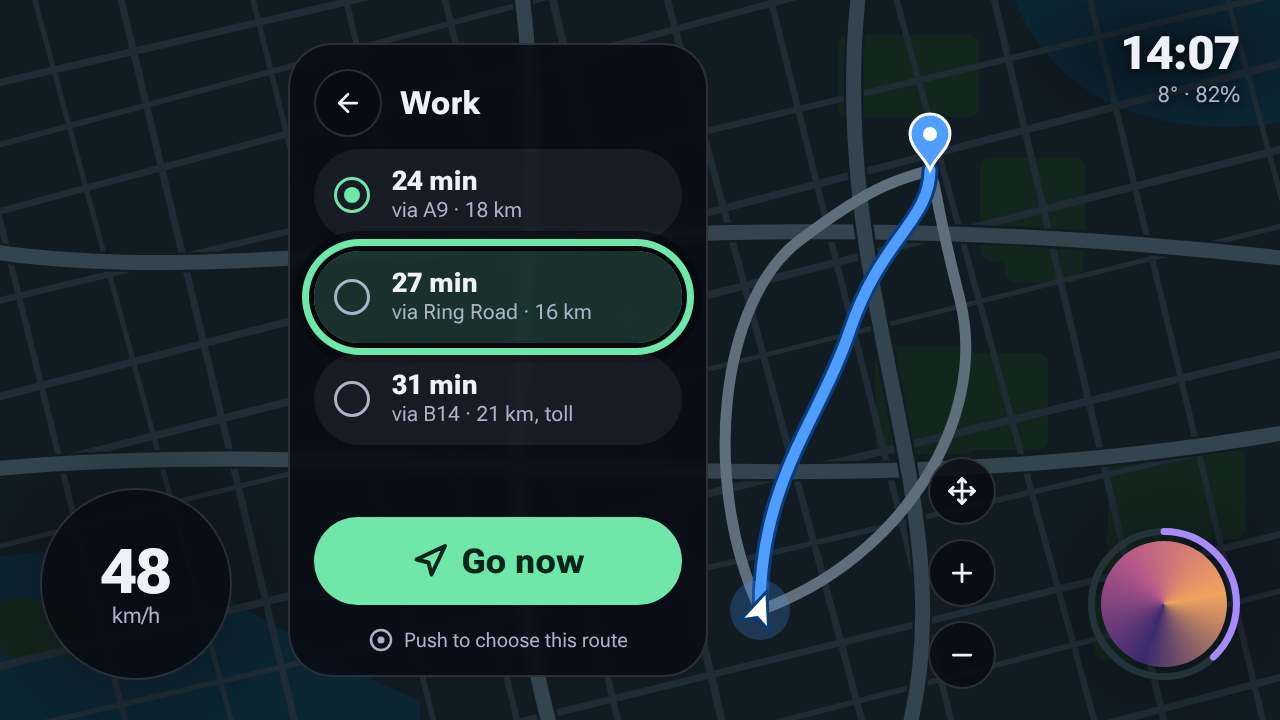 Work
24 min
via A9 · 18 km
27 min
via Ring Road · 16 km
31 min
via B14 · 21 km, toll
Go now
Push to choose this route
48
km/h
14:07
8° · 82%